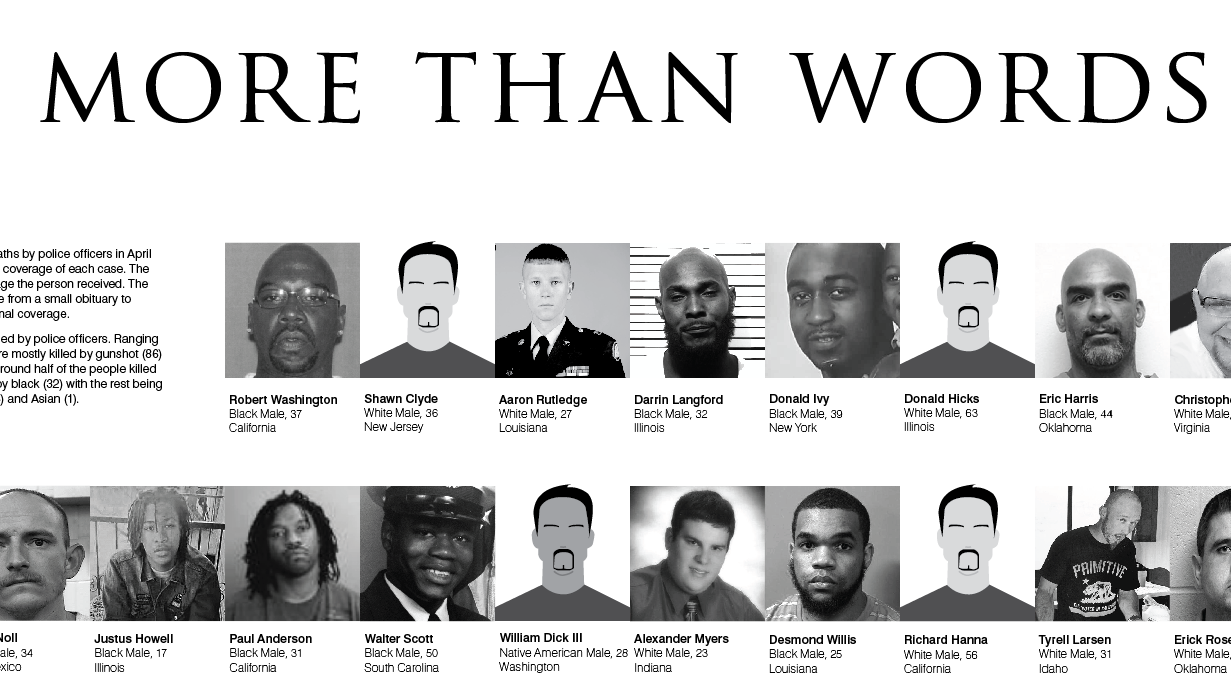 MORE THAN WORDS
aths by police officers in April
coverage of each case. The
ge the person received. The
e from a small obituary to
nal coverage.
ed by police officers. Ranging
re mostly killed by gunshot (86)
round half of the people killed
by black (32) with the rest being
) and Asian (1).
Robert Washington
Black Male, 37
California
Shawn Clyde
White Male, 36
New Jersey
Aaron Rutledge
White Male, 27
Louisiana
Darrin Langford
Black Male, 32
Illinois
Donald Ivy
Black Male, 39
New York
Donald Hicks
White Male, 63
Illinois
Eric Harris
Black Male, 44
Oklahoma
Christoph
White Male,
Virginia
Noll
ale, 34
exico
Justus Howell
Black Male, 17
Illinois
Paul Anderson
Black Male, 31
California
Walter Scott
Black Male, 50
South Carolina
William Dick III
Native American Male, 28
Washington
Alexander Myers
White Male, 23
Indiana
Desmond Willis
Black Male, 25
Louisiana
Richard Hanna
White Male, 56
California
PRIMITIVE
Tyrell Larsen
White Male, 31
Idaho
Erick Rose
White Male,
Oklahoma